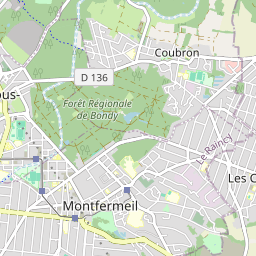 Coubron
D 136
ous-
Forêt Régionale
de Bondy
Le Raincy
Les C
Montfermeil